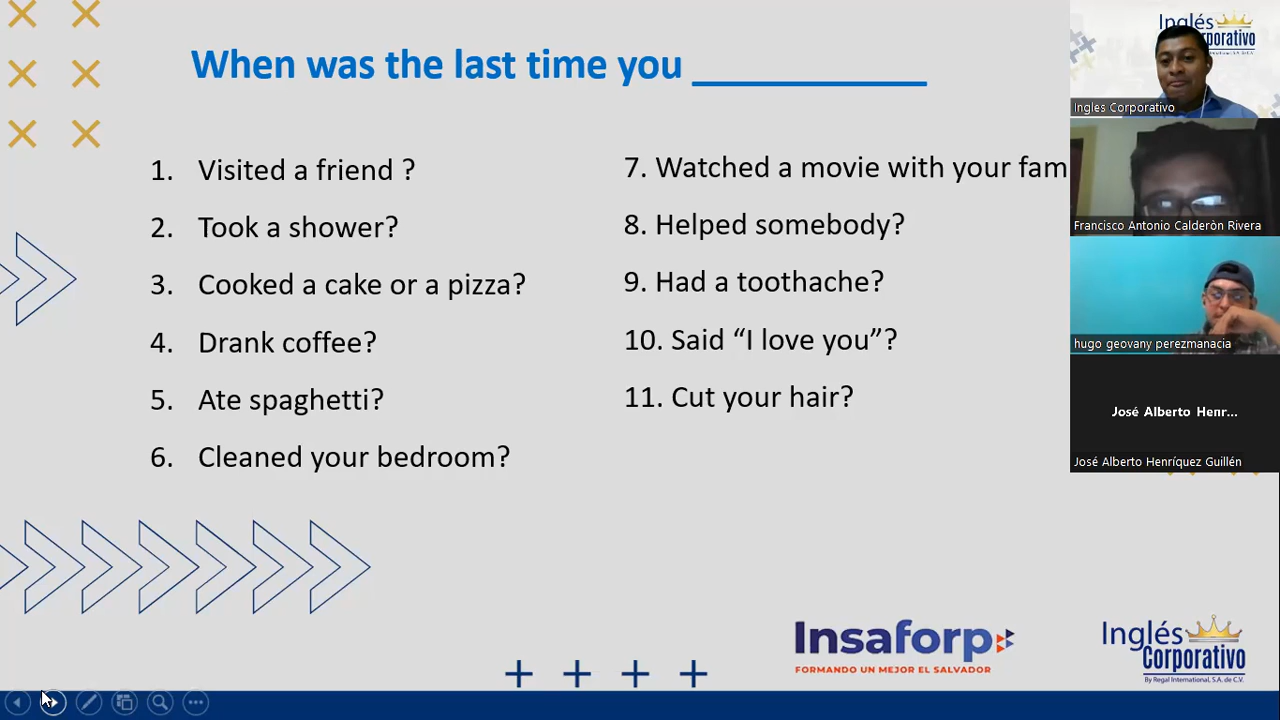 When was the last time you __________
1. Visited a friend ?
2. Took a shower?
3. Cooked a cake or a pizza?
4. Drank coffee?
5. Ate spaghetti?
6. Cleaned your bedroom?
7. Watched a movie with your fam
8. Helped somebody?
9. Had a toothache?
10. Said “I love you”?
11. Cut your hair?
Inglés
orporativo
Ingles Corporativo
Francisco Antonio Calderòn Rivera
hugo geovany perezmanacia
José Alberto Henr...
José Alberto Henríquez Guillén
Insaforp
FORMANDO UN MEJOR EL SALVADOR
Inglés
Corporativo
By Regal International, S.A. de C.V.